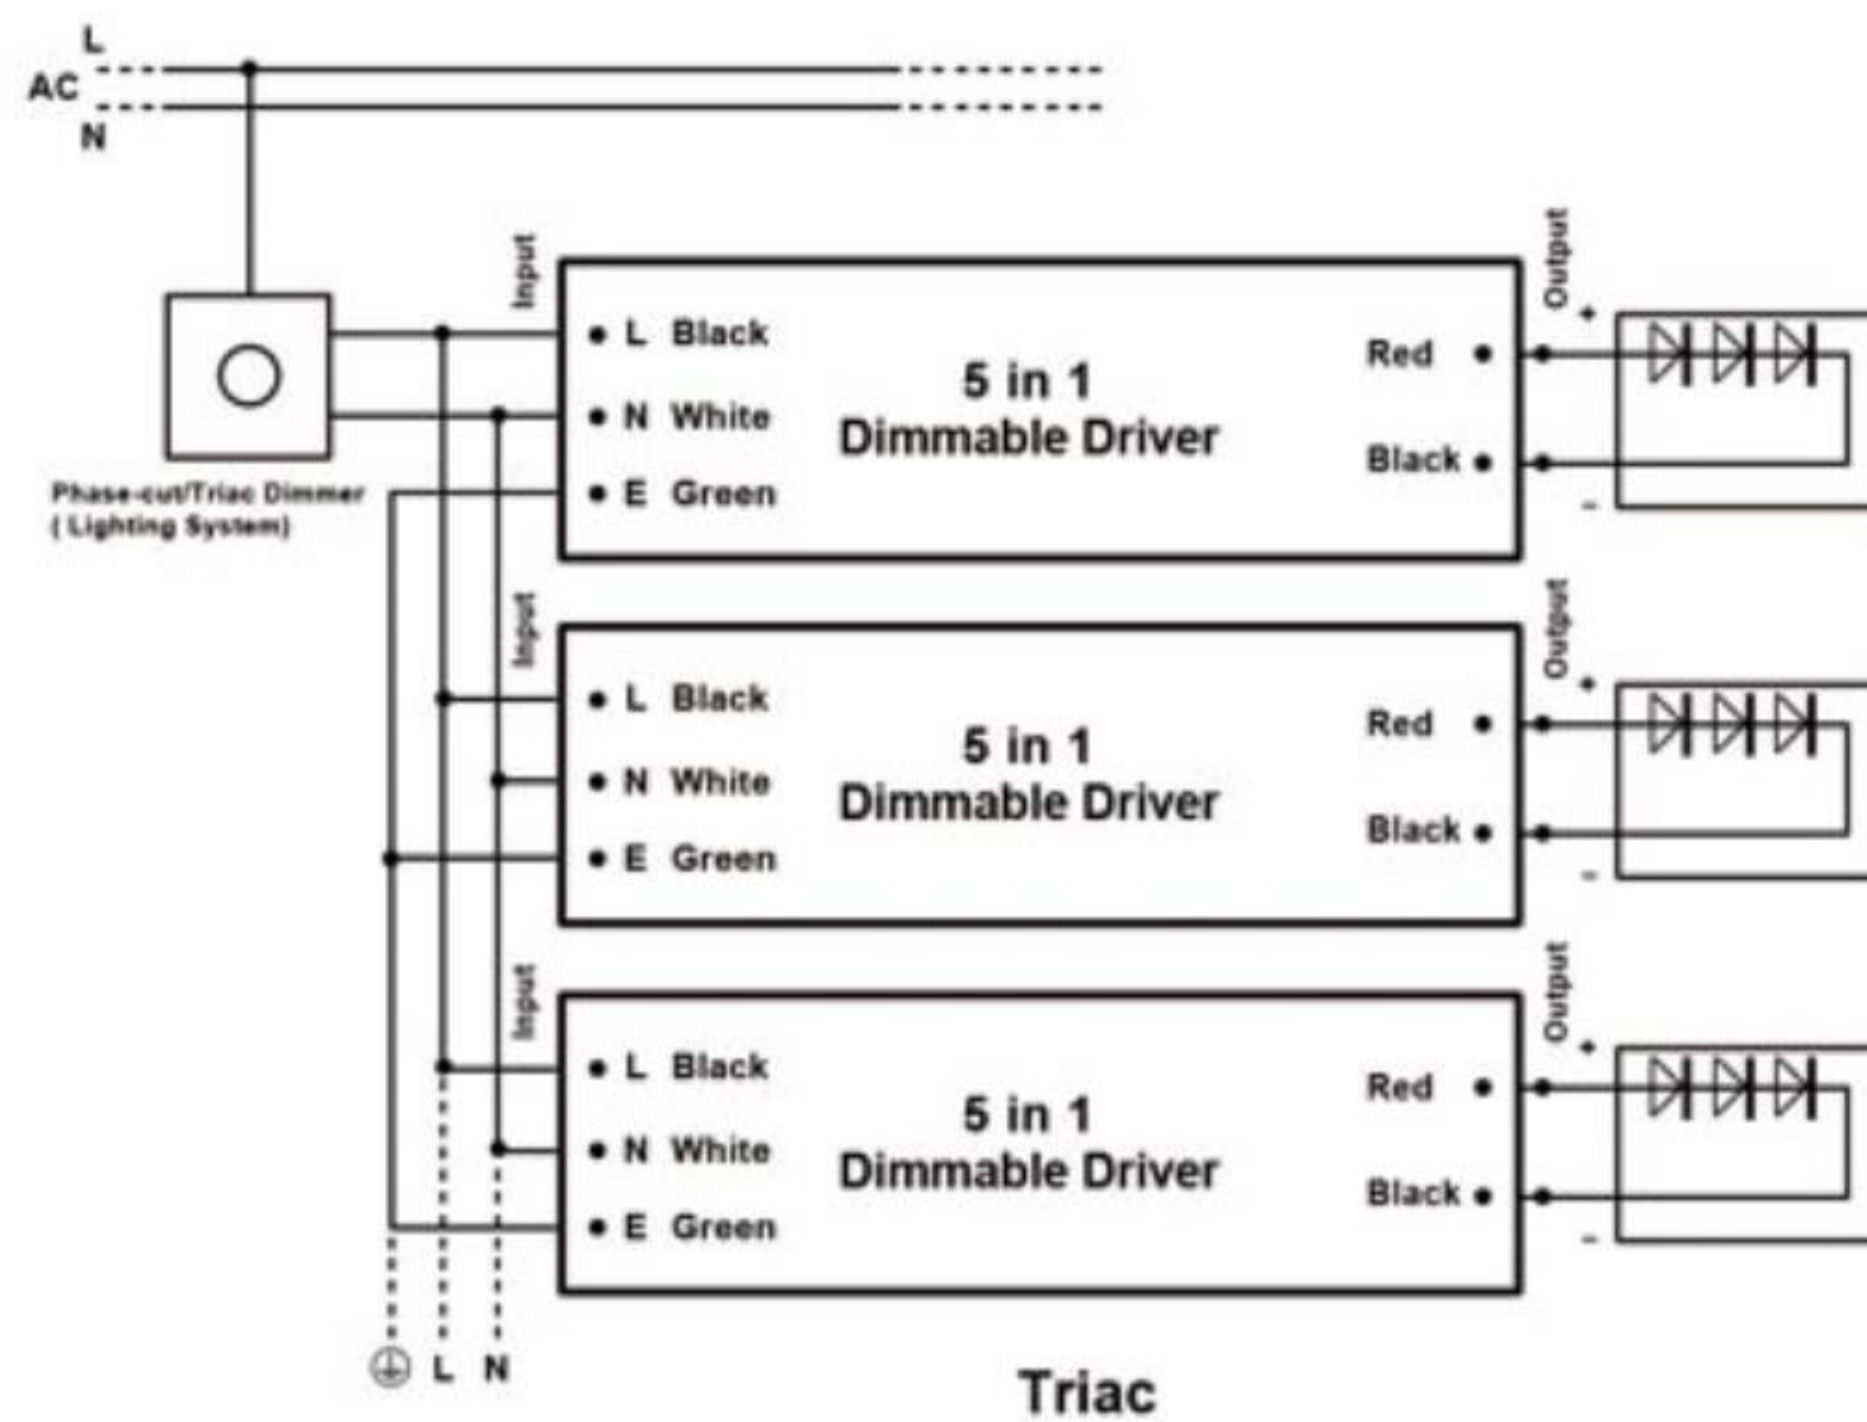 L
AC
N
Phase-cut/Triac Dimmer
( Lighting System)
Input
L Black
N White
E Green
5 in 1
Dimmable Driver
Red
Black
Output
+
-
Input
L Black
N White
E Green
5 in 1
Dimmable Driver
Red
Black
Output
+
-
Input
L Black
N White
E Green
5 in 1
Dimmable Driver
Red
Black
Output
+
-
L N
Triac